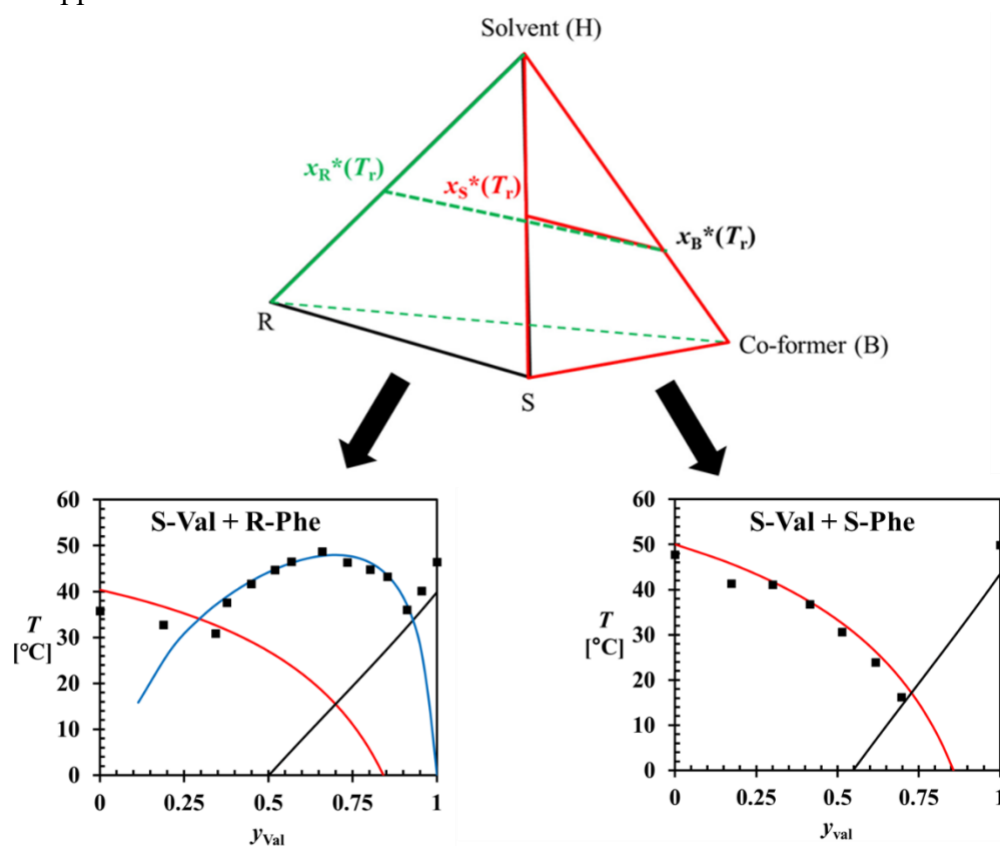 Solvent (H)
xR*(Tr)
xS*(Tr)
xB*(Tr)
R
Co-former (B)
S
60
S-Val + R-Phe
50
40
T
30
[°C]
20
10
0
0 0.25 0.5 0.75 1
yVal
60
S-Val + S-Phe
50
40
T
30
[°C]
20
10
0
0 0.25 0.5 0.75 1
yval